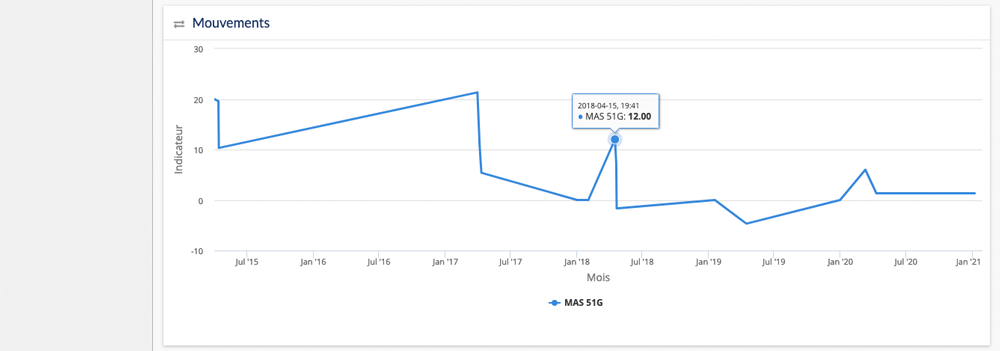 Mouvements
30
20
10
0
-10
Indicateur
2018-04-15, 19:41
MAS 51G: 12.00
Jul '15
Jan '16
Jul '16
Jan '17
Jul '17
Jan '18
Jul '18
Jan '19
Jul '19
Jan '20
Jul '20
Jan '21
Mois
MAS 51G